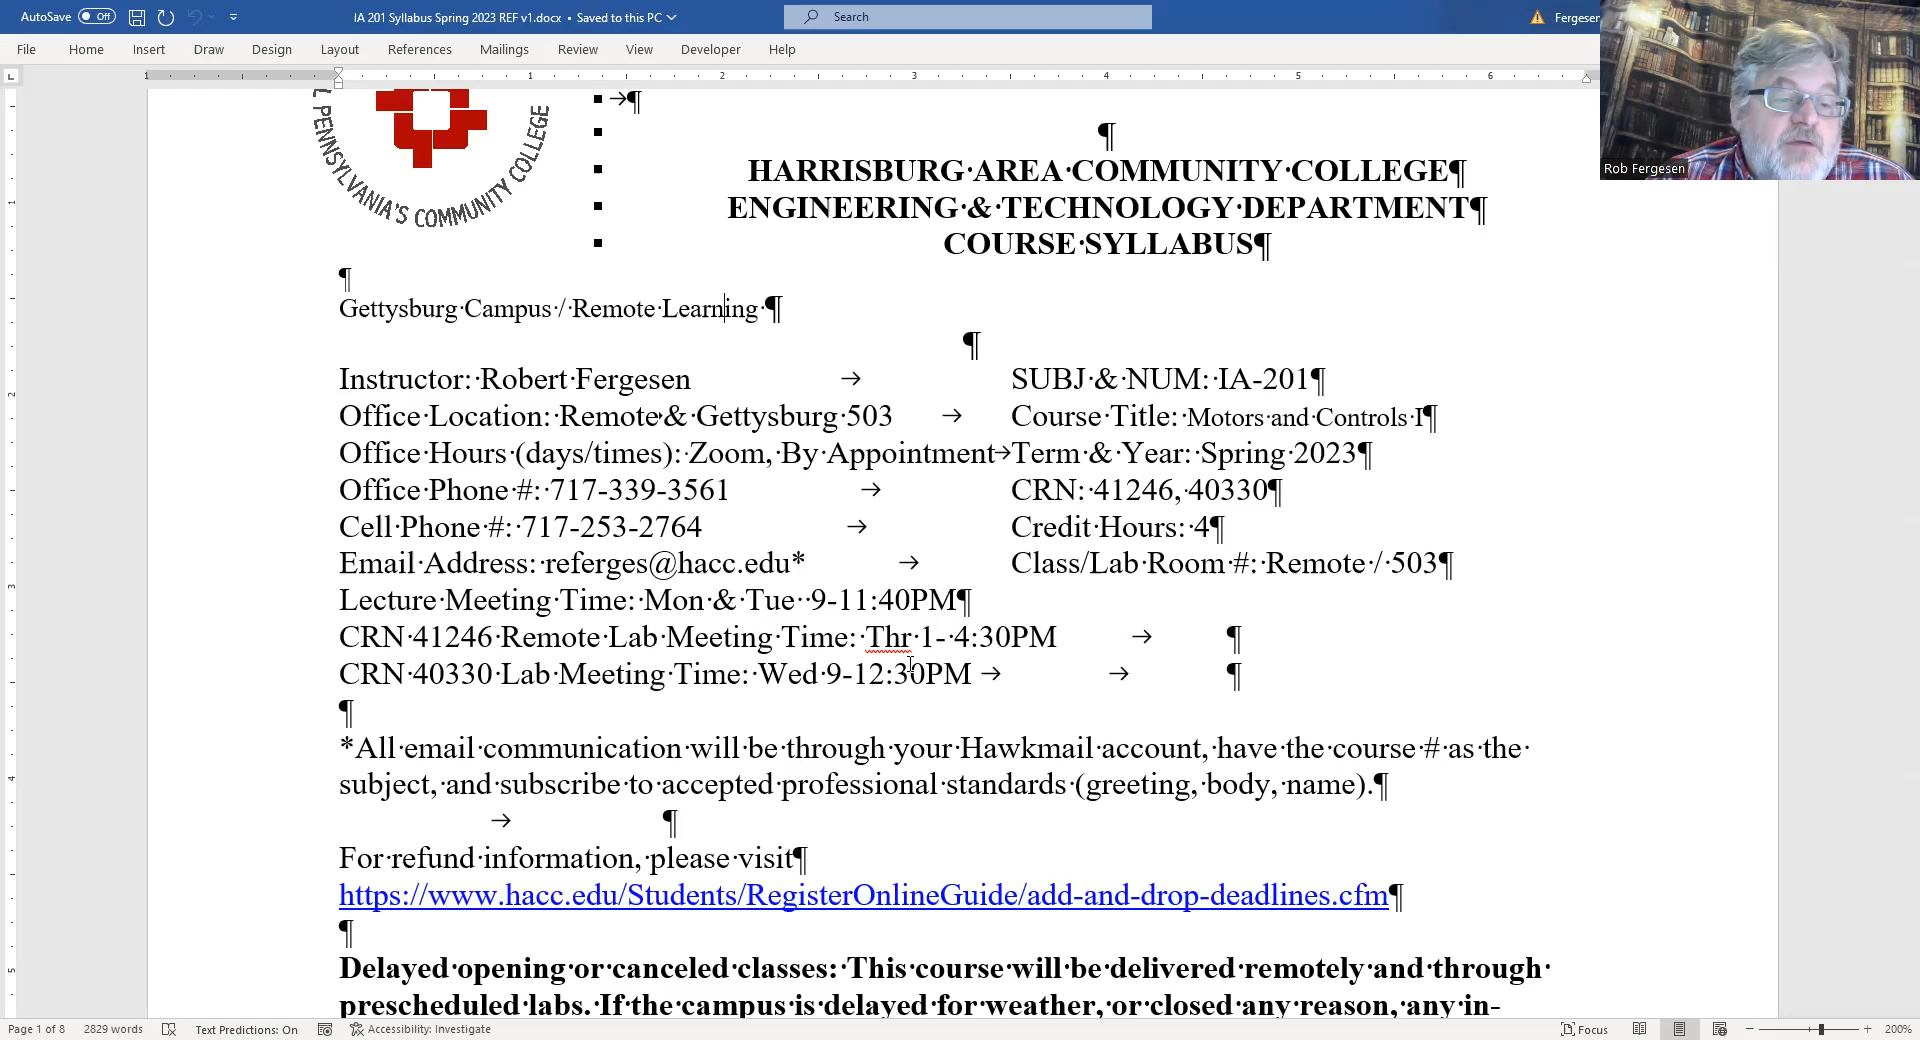 AutoSave Off
IA 201 Syllabus Spring 2023 REF v1.docx • Saved to this PC
Search
Fergesen
File Home Insert Draw Design Layout References Mailings Review View Developer Help
Rob Fergesen
1 1 2 3 4 5 6
PENNSYLVANIA'S COMMUNITY COLLEGE
HARRISBURG AREA COMMUNITY COLLEGE
ENGINEERING & TECHNOLOGY DEPARTMENT
COURSE SYLLABUS
Gettysburg Campus / Remote Learning
Instructor: Robert Fergesen → SUBJ & NUM: IA-201
Office Location: Remote & Gettysburg 503 → Course Title: Motors and Controls I
Office Hours (days/times): Zoom, By Appointment → Term & Year: Spring 2023
Office Phone #: 717-339-3561 → CRN: 41246, 40330
Cell Phone #: 717-253-2764 → Credit Hours: 4
Email Address: referges@hacc.edu* → Class/Lab Room #: Remote / 503
Lecture Meeting Time: Mon & Tue 9-11:40PM
CRN 41246 Remote Lab Meeting Time: Thr 1- 4:30PM
CRN 40330 Lab Meeting Time: Wed 9-12:30PM
*All email communication will be through your Hawkmail account, have the course # as the
subject, and subscribe to accepted professional standards (greeting, body, name).
For refund information, please visit
https://www.hacc.edu/Students/RegisterOnlineGuide/add-and-drop-deadlines.cfm
Delayed opening or canceled classes: This course will be delivered remotely and through
prescheduled labs. If the campus is delayed for weather, or closed any reason, any in-
Page 1 of 8 2829 words Text Predictions: On Accessibility: Investigate Focus 200%